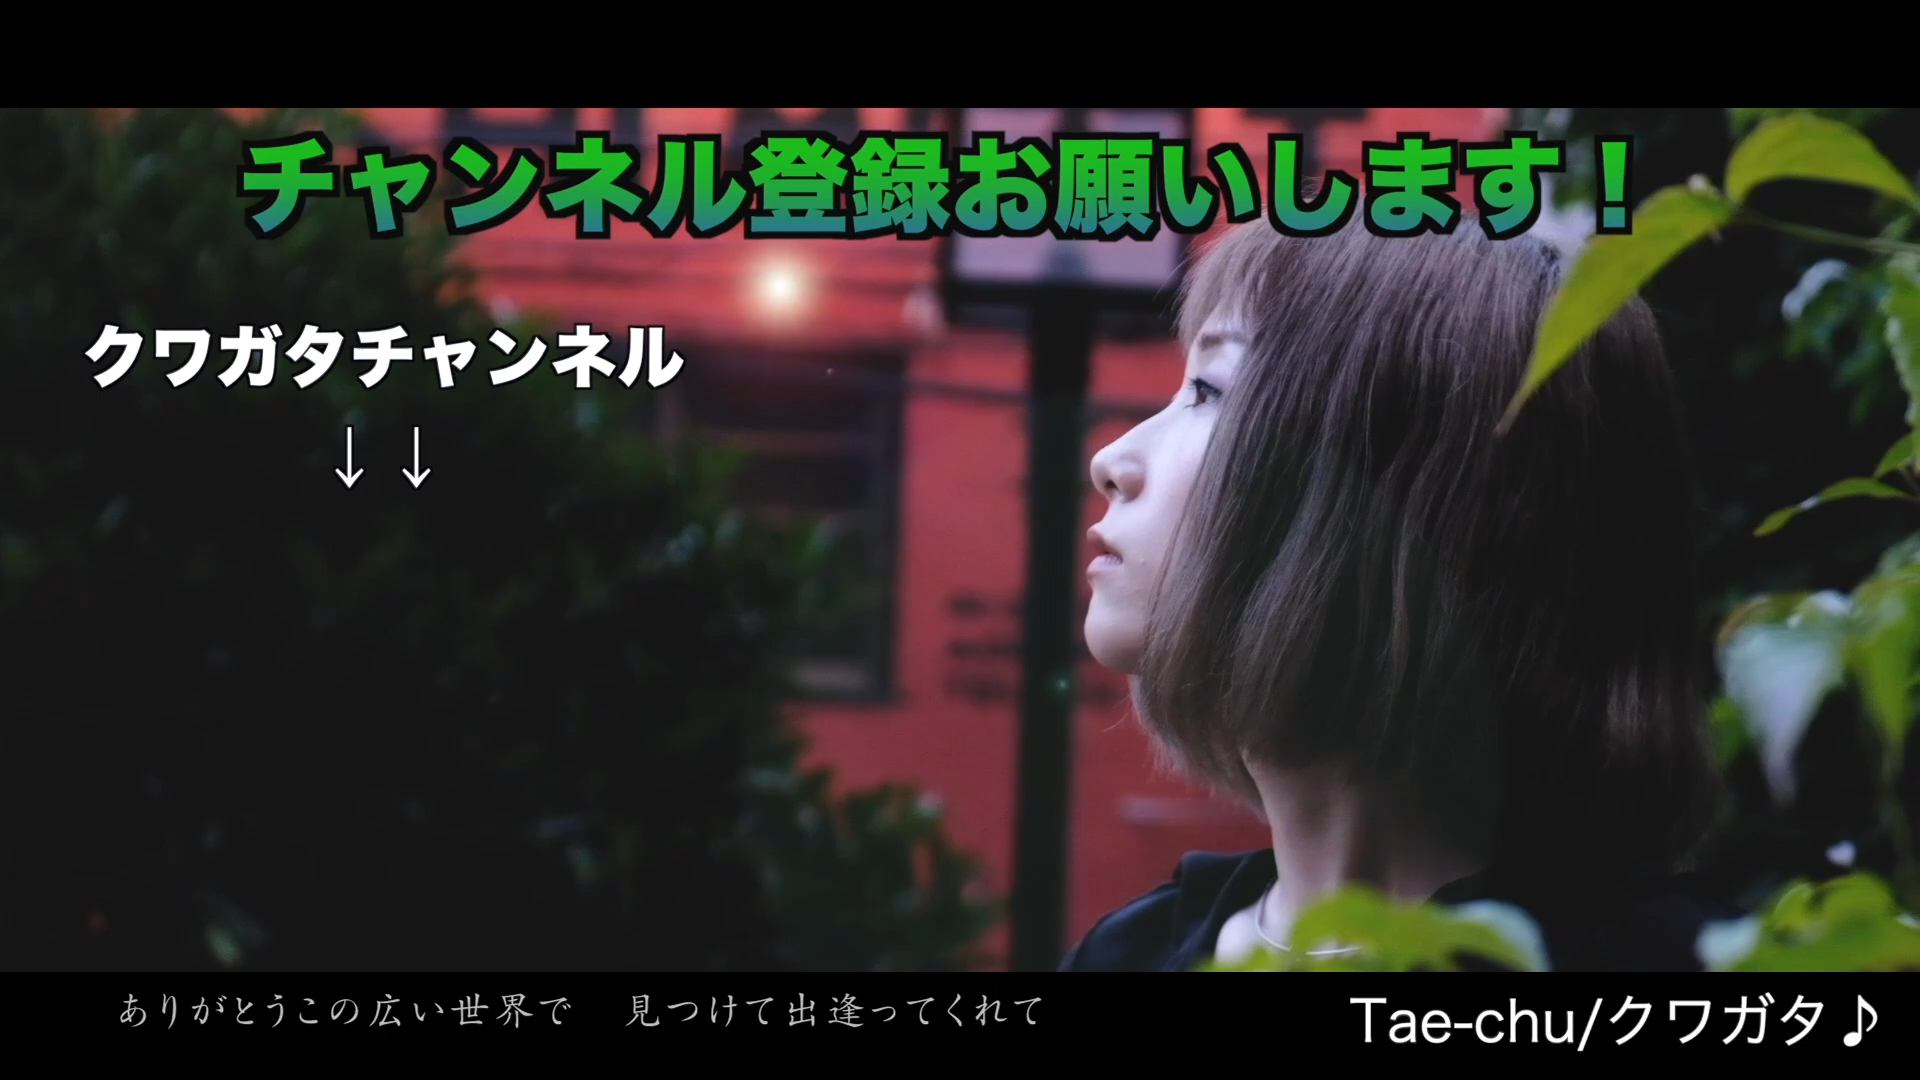 チャンネル登録お願いします！
クワガタチャンネル
↓↓
ありがとうこの広い世界で　見つけて出逢ってくれて
Tae-chu/クワガタ♪